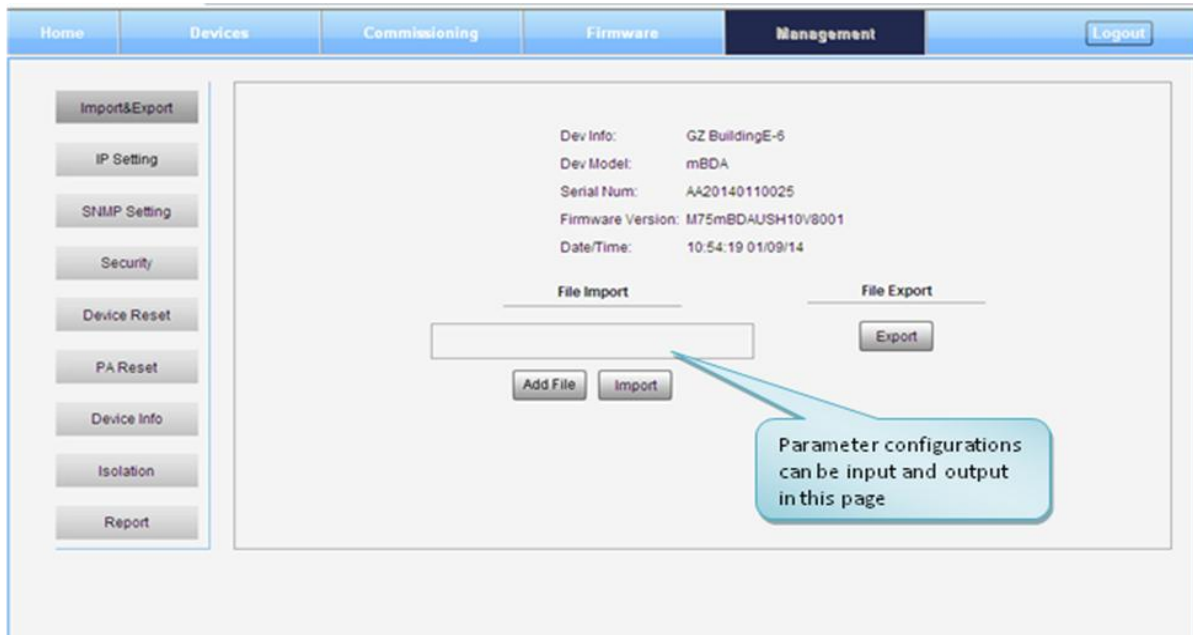 Home Devices Commissioning Firmware Management Logout
Import&Export
IP Setting
SNMP Setting
Security
Device Reset
PA Reset
Device Info
Isolation
Report
Dev Info: GZ BuildingE-6
Dev Model: mBDA
Serial Num: AA20140110025
Firmware Version: M75mBDAUSH10V8001
Date/Time: 10:54:19 01/09/14
File Import File Export
Export
Add File Import
Parameter configurations
can be input and output
in this page